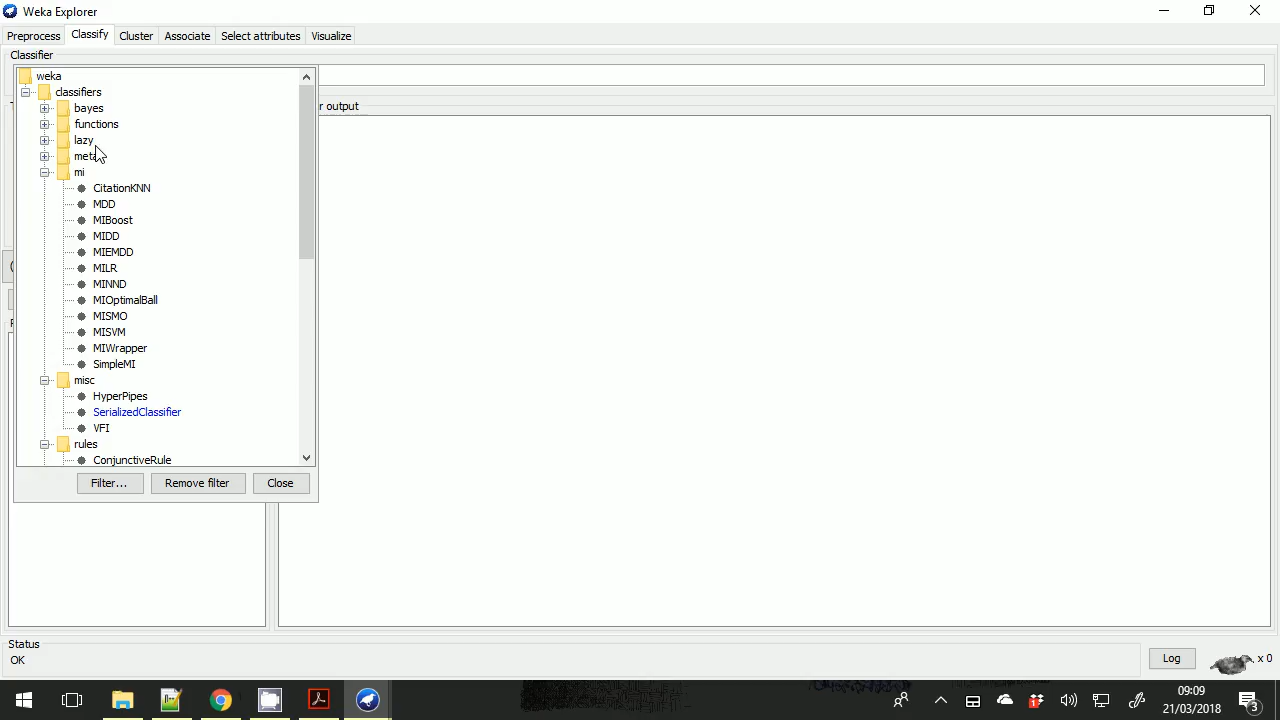 Weka Explorer
Preprocess Classify Cluster Associate Select attributes Visualize
Classifier
weka
classifiers
bayes
functions
lazy
meta
mi
CitationKNN
MDD
MIBoost
MIDD
MIEMDD
MILR
MINND
MIOptimalBall
MISMO
MISVM
MIWrapper
SimpleMI
misc
HyperPipes
SerializedClassifier
VFI
rules
ConjunctiveRule
Filter... Remove filter Close
r output
Status
OK
Log
x 0
09:09
21/03/2018
3